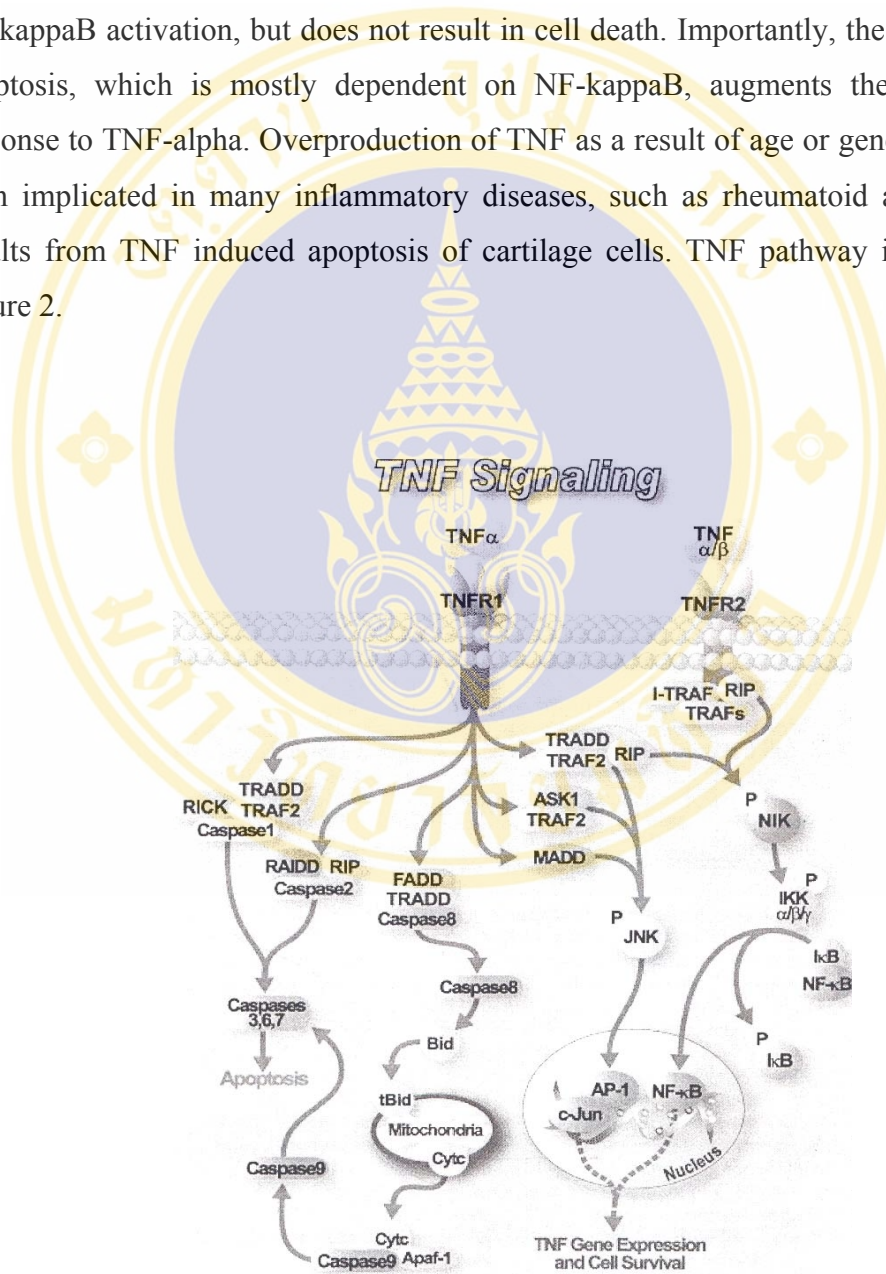 kappaB activation, but does not result in cell death. Importantly, the
ptosis, which is mostly dependent on NF-kappaB, augments the
onse to TNF-alpha. Overproduction of TNF as a result of age or gene
n implicated in many inflammatory diseases, such as rheumatoid a
ults from TNF induced apoptosis of cartilage cells. TNF pathway i
ure 2.
TNF Signaling
TNFα
TNF
α/β
TNFR1
TNFR2
I-TRAF RIP
TRAFs
TRADD
TRAF2 RIP
TRADD
RICK TRAF2
Caspase1
ASK1
TRAF2
P
NIK
MADD
RAIDD RIP
Caspase2
FADD
TRADD
Caspase8
P
IKK
α/β/γ
P
JNK
IκB
NF-κB
Caspase8
Caspases
3,6,7
Bid
P
IκB
Apoptosis
tBid
AP-1
NF-κB
c-Jun
Mitochondria
Cytc
Nucleus
Caspase9
Cytc
Caspase9 Apaf-1
TNF Gene Expression
and Cell Survival